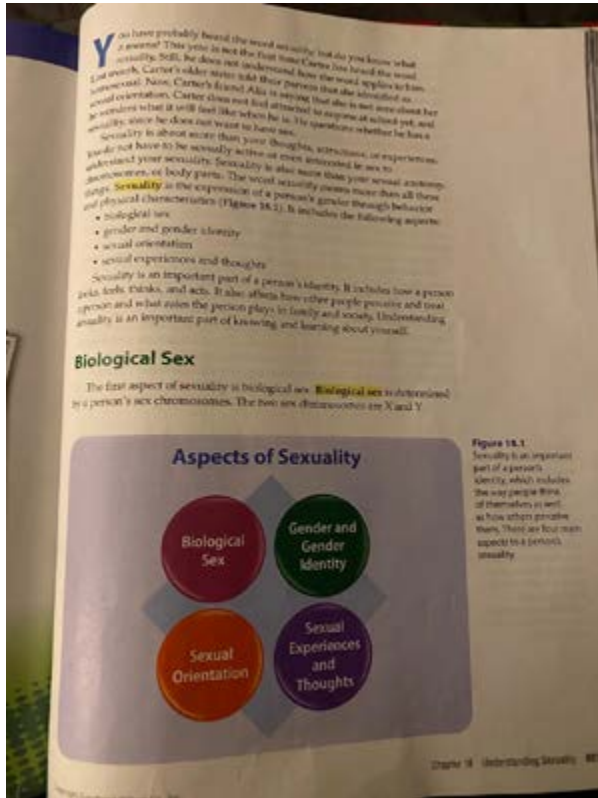 You have probably heard the word sexuality, but do you know what
it means? This year is not the first time Carter has heard the word
sexuality. Still, he does not understand how the word applies to him.
Last month, Carter's older sister told their parents that she identified as
homosexual. Now, Carter's friend Alia is saying that she is not sure about her
sexual orientation. Carter does not feel attracted to anyone at school yet, and
he wonders what it will feel like when he is. He questions whether he has a
sexuality, since he does not want to have sex.
Sexuality is about more than your thoughts, attractions, or experiences.
You do not have to be sexually active or even interested in sex to
understand your sexuality. Sexuality is also more than your sexual anatomy,
chromosomes, or body parts. The word sexuality means more than all these
things. Sexuality is the expression of a person's gender through behavior
and physical characteristics (Figure 18.1). It includes the following aspects:
• biological sex
• gender and gender identity
• sexual orientation
• sexual experiences and thoughts
Sexuality is an important part of a person's identity. It includes how a person
looks, feels, thinks, and acts. It also affects how other people perceive and treat
a person and what roles the person plays in family and society. Understanding
sexuality is an important part of knowing and learning about yourself.
Biological Sex
The first aspect of sexuality is biological sex. Biological sex is determined
by a person's sex chromosomes. The two sex chromosomes are X and Y.
Aspects of Sexuality
Biological
Sex
Gender and
Gender
Identity
Sexual
Orientation
Sexual
Experiences
and
Thoughts
Figure 18.1
Sexuality is an important
part of a person's
identity, which includes
the way people think
of themselves as well
as how others perceive
them. There are four main
aspects to a person's
sexuality.
Chapter 18 Understanding Sexuality